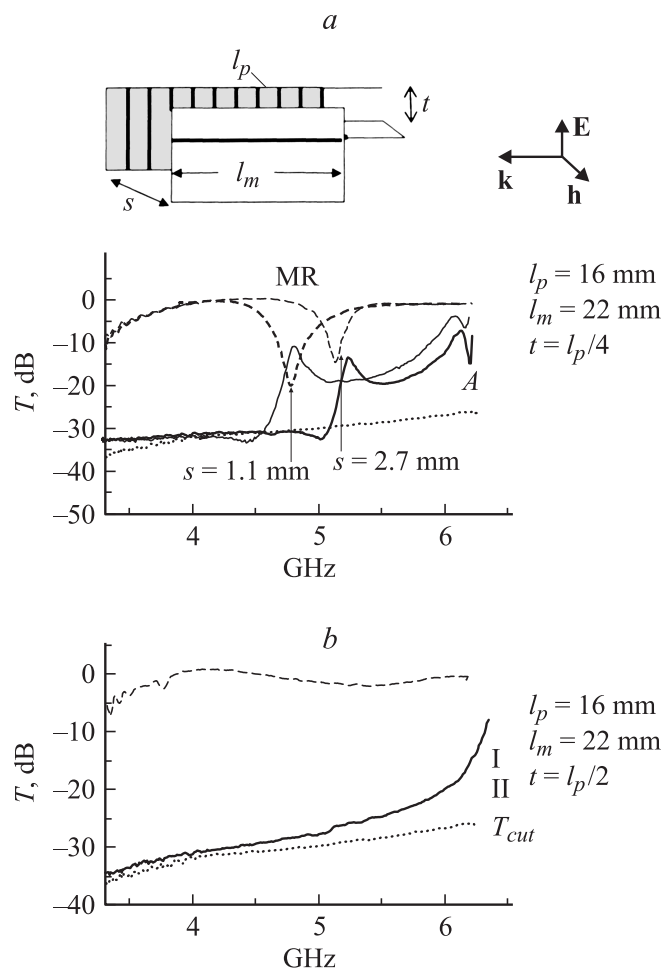 a
l_p
t
l_m
s
E
k
h
MR
l_p = 16 mm
l_m = 22 mm
t = l_p/4
T, dB
0
–10
–20
–30
–40
–50
A
s = 1.1 mm
s = 2.7 mm
4
5
6
GHz
b
T, dB
0
–10
–20
–30
–40
l_p = 16 mm
l_m = 22 mm
t = l_p/2
I
II
T_cut
4
5
6
GHz